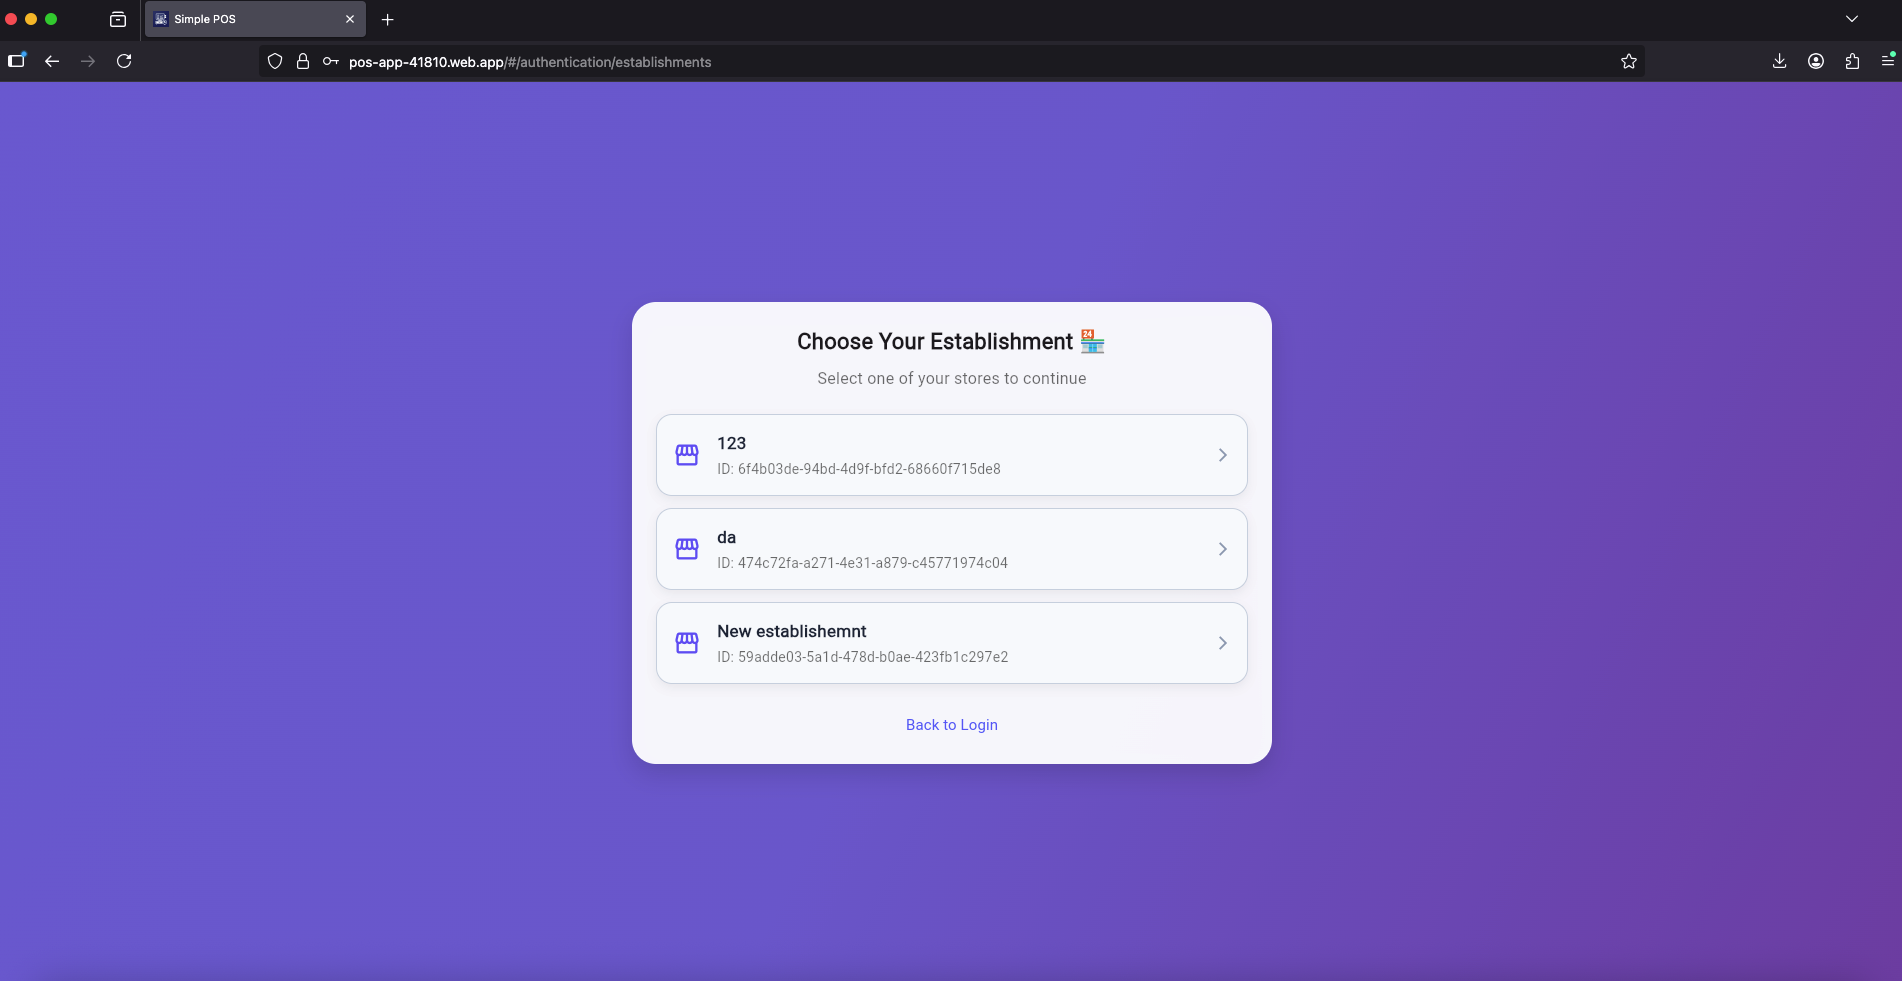 Simple POS
pos-app-41810.web.app/#/authentication/establishments
Choose Your Establishment 🏪
Select one of your stores to continue
123
ID: 6f4b03de-94bd-4d9f-bfd2-68660f715de8
da
ID: 474c72fa-a271-4e31-a879-c45771974c04
New establishemnt
ID: 59adde03-5a1d-478d-b0ae-423fb1c297e2
Back to Login